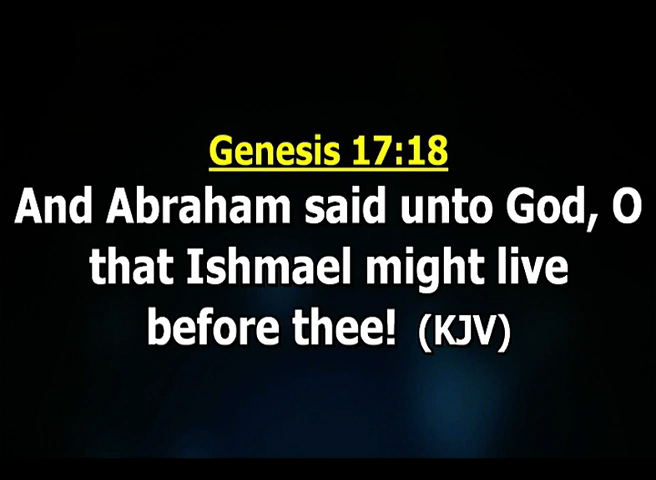 Genesis 17:18
And Abraham said unto God, O
that Ishmael might live
before thee! (KJV)